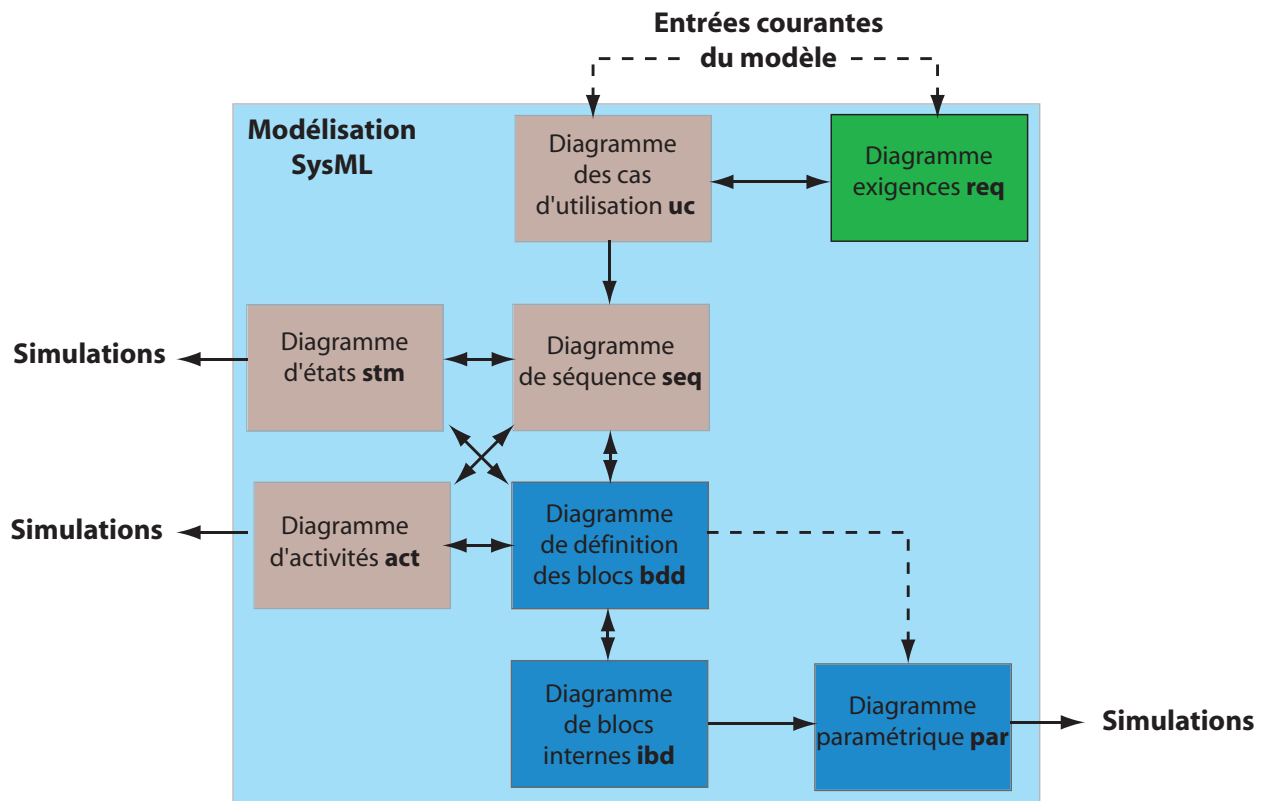 Entrées courantes
du modèle
Modélisation
SysML
Diagramme
des cas
d'utilisation uc
Diagramme
exigences req
Simulations
Diagramme
d'états stm
Diagramme
de séquence seq
Simulations
Diagramme
d'activités act
Diagramme
de définition
des blocs bdd
Diagramme
de blocs
internes ibd
Diagramme
paramétrique par
Simulations